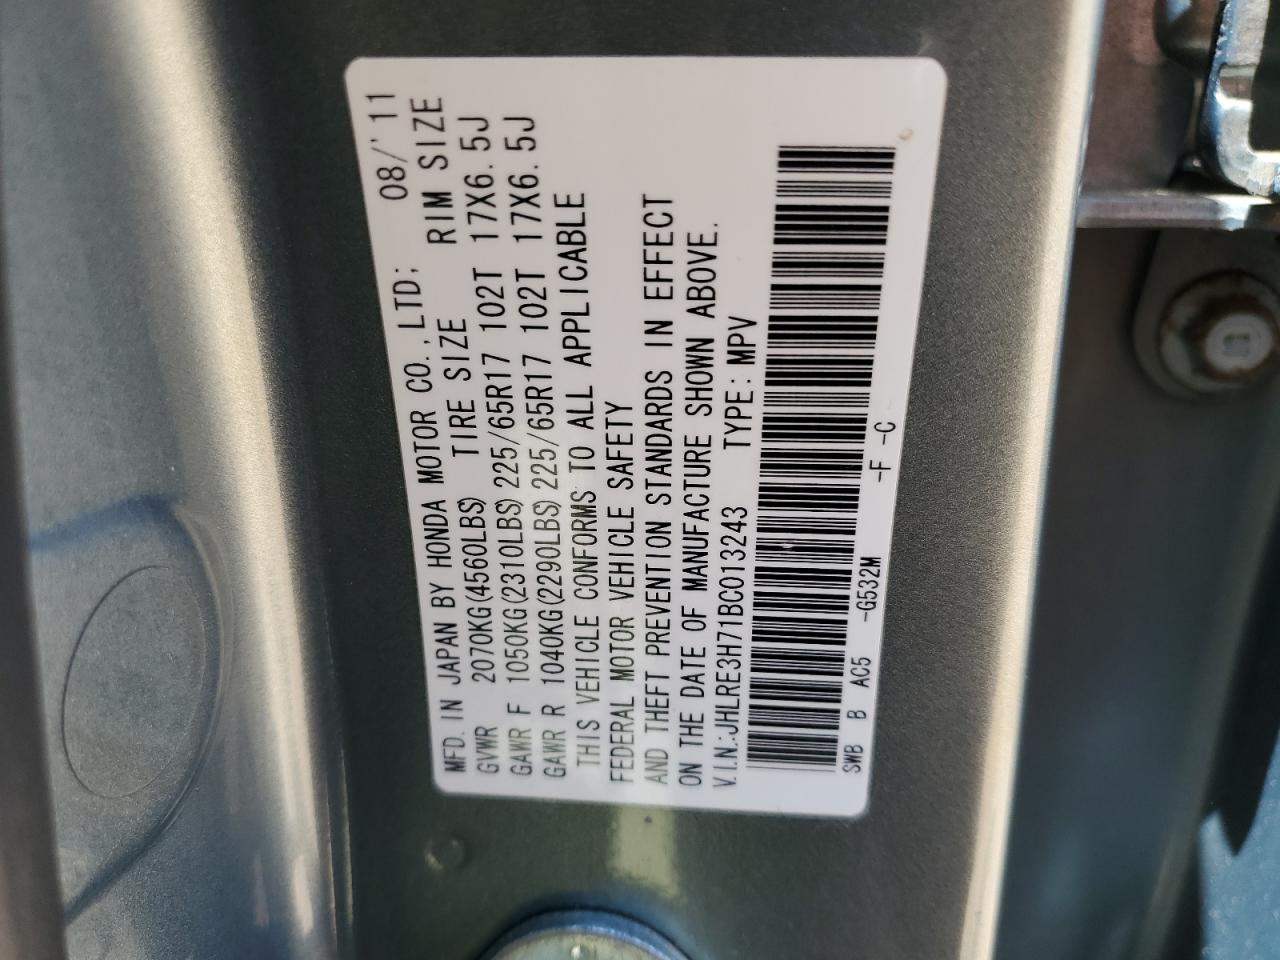 MFD. IN JAPAN BY HONDA MOTOR CO., LTD; 08/'11
GVWR 2070KG(4560LBS) TIRE SIZE RIM SIZE
GAWR F 1050KG(2310LBS) 225/65R17 102T 17X6.5J
GAWR R 1040KG(2290LBS) 225/65R17 102T 17X6.5J
THIS VEHICLE CONFORMS TO ALL APPLICABLE
FEDERAL MOTOR VEHICLE SAFETY
AND THEFT PREVENTION STANDARDS IN EFFECT
ON THE DATE OF MANUFACTURE SHOWN ABOVE.
V.I.N.:JHLRE3H71BC013243 TYPE: MPV
SWB B AC5 -G532M -F -C